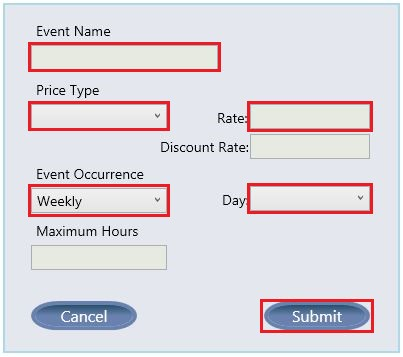 Event Name
Price Type
Rate:
Discount Rate:
Event Occurrence
Weekly
Day:
Maximum Hours
Cancel
Submit